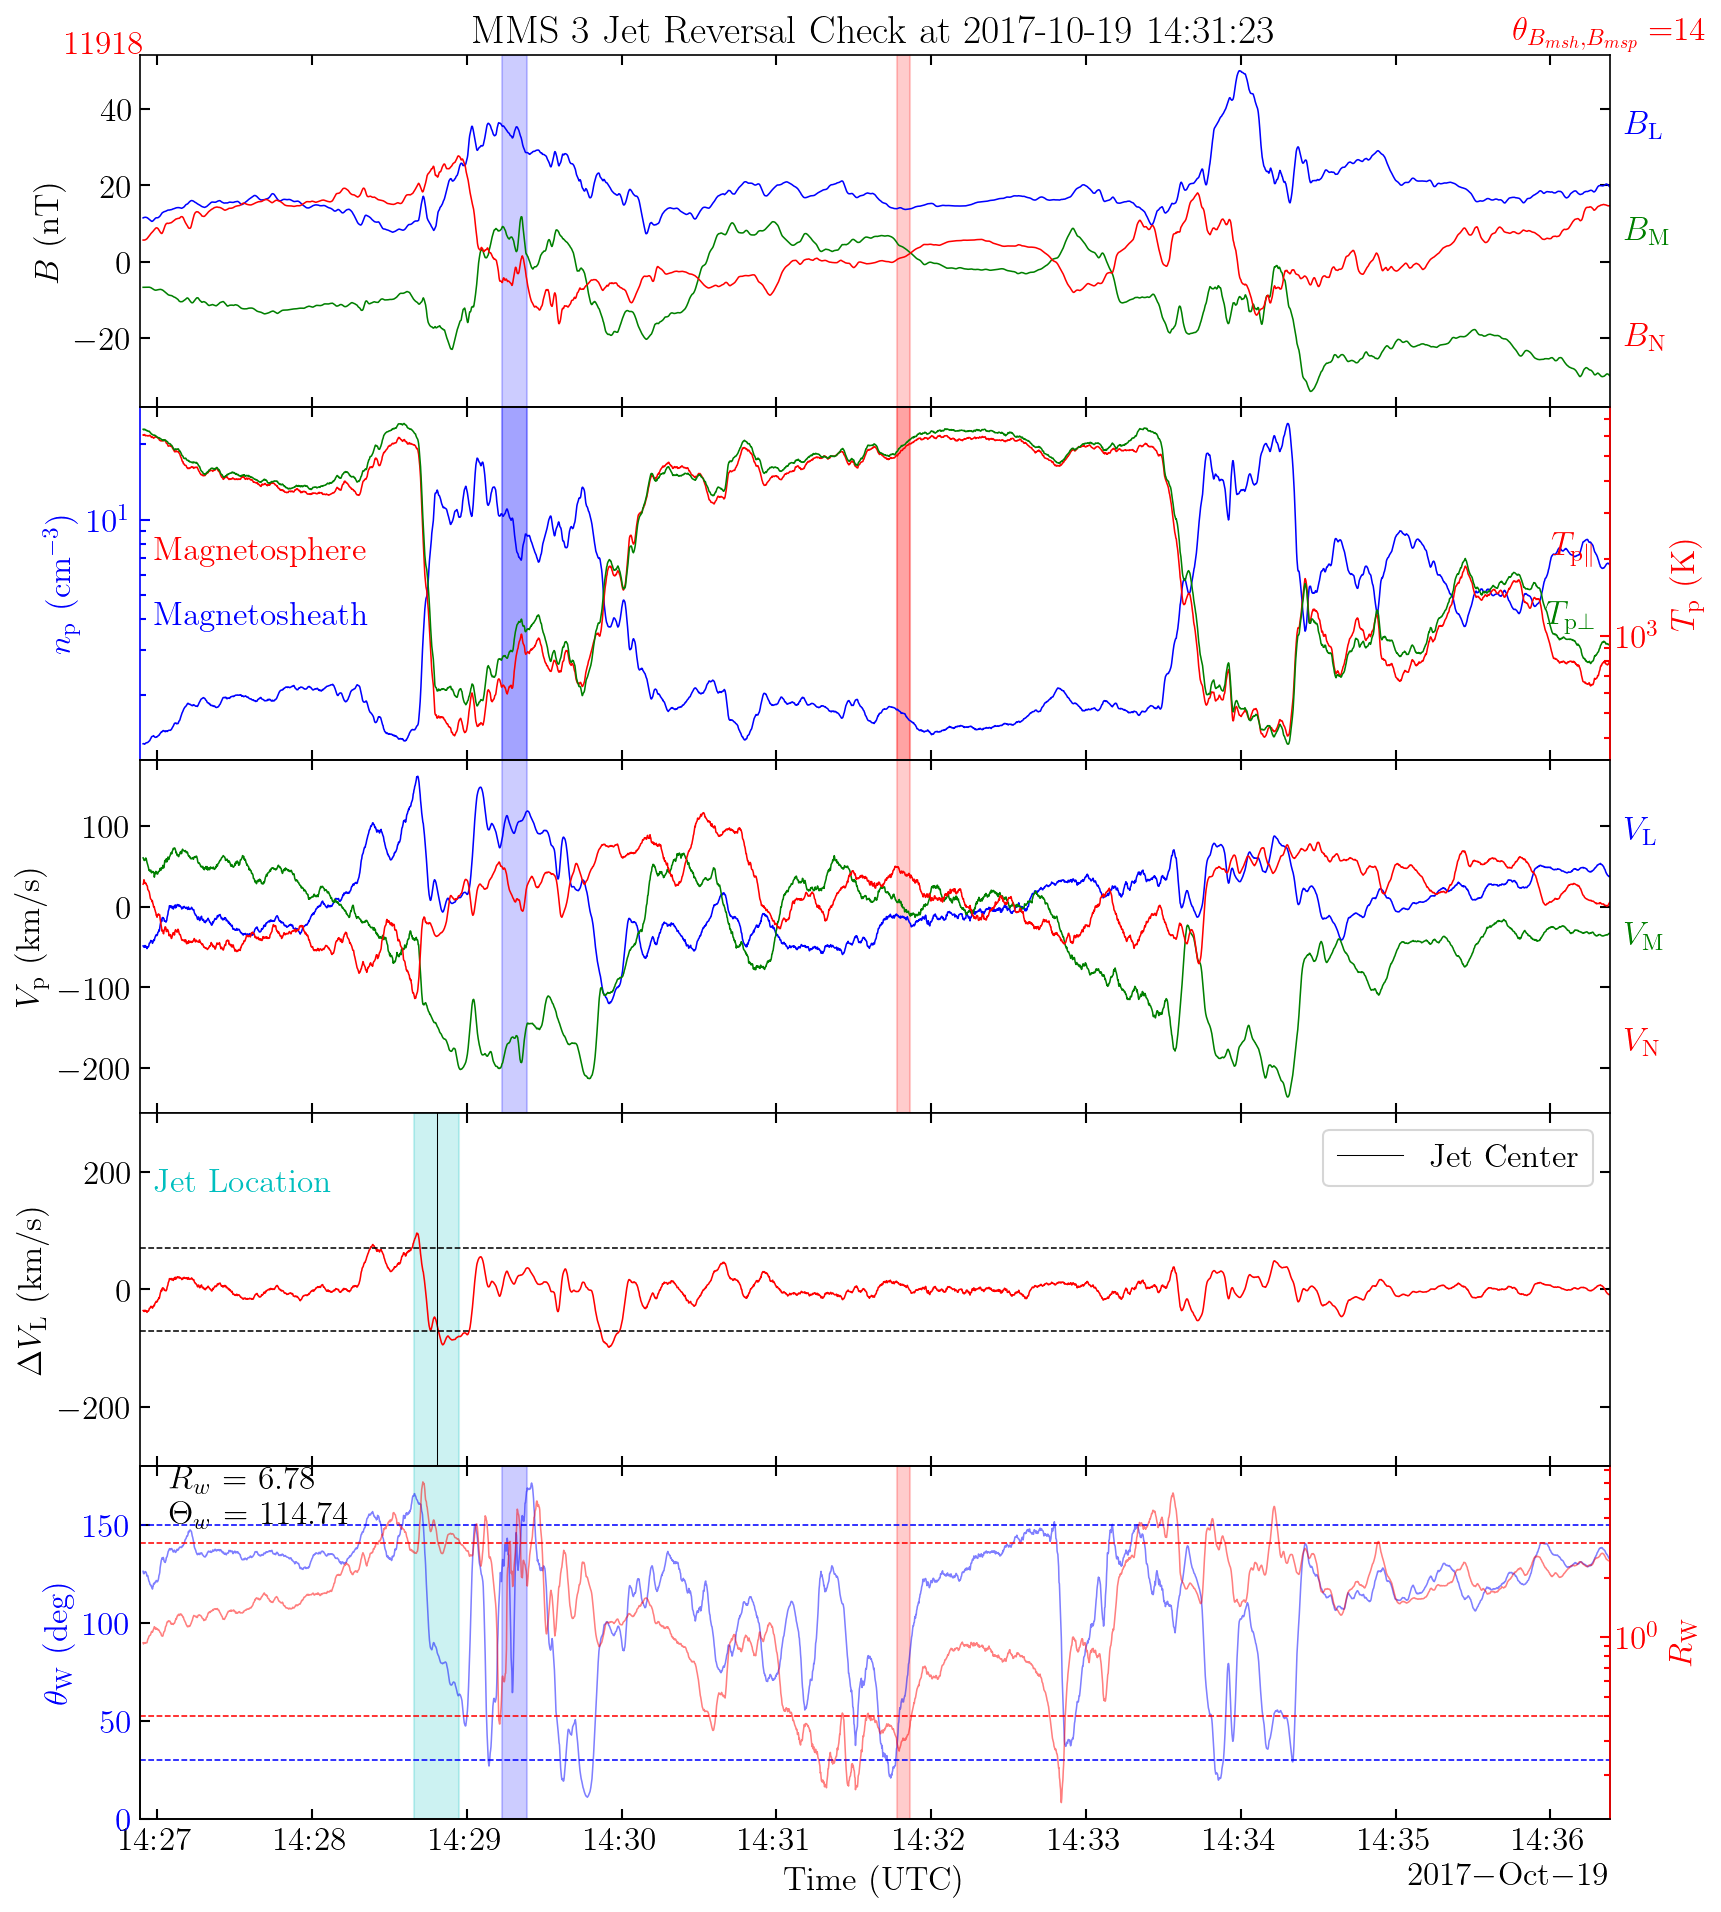 11918
MMS 3 Jet Reversal Check at 2017-10-19 14:31:23
θ_{B_{msh},B_{msp}} =14
40
20
0
−20
B (nT)
B_L
B_M
B_N
10^1
n_p (cm^{−3})
Magnetosphere
Magnetosheath
T_{p∥}
T_{p⊥}
10^3
T_p (K)
100
0
−100
−200
V_p (km/s)
V_L
V_M
V_N
Jet Location
Jet Center
200
0
−200
ΔV_L (km/s)
R_w = 6.78
Θ_w = 114.74
150
100
50
0
θ_W (deg)
10^0
R_W
14:27 14:28 14:29 14:30 14:31 14:32 14:33 14:34 14:35 14:36
Time (UTC)
2017−Oct−19